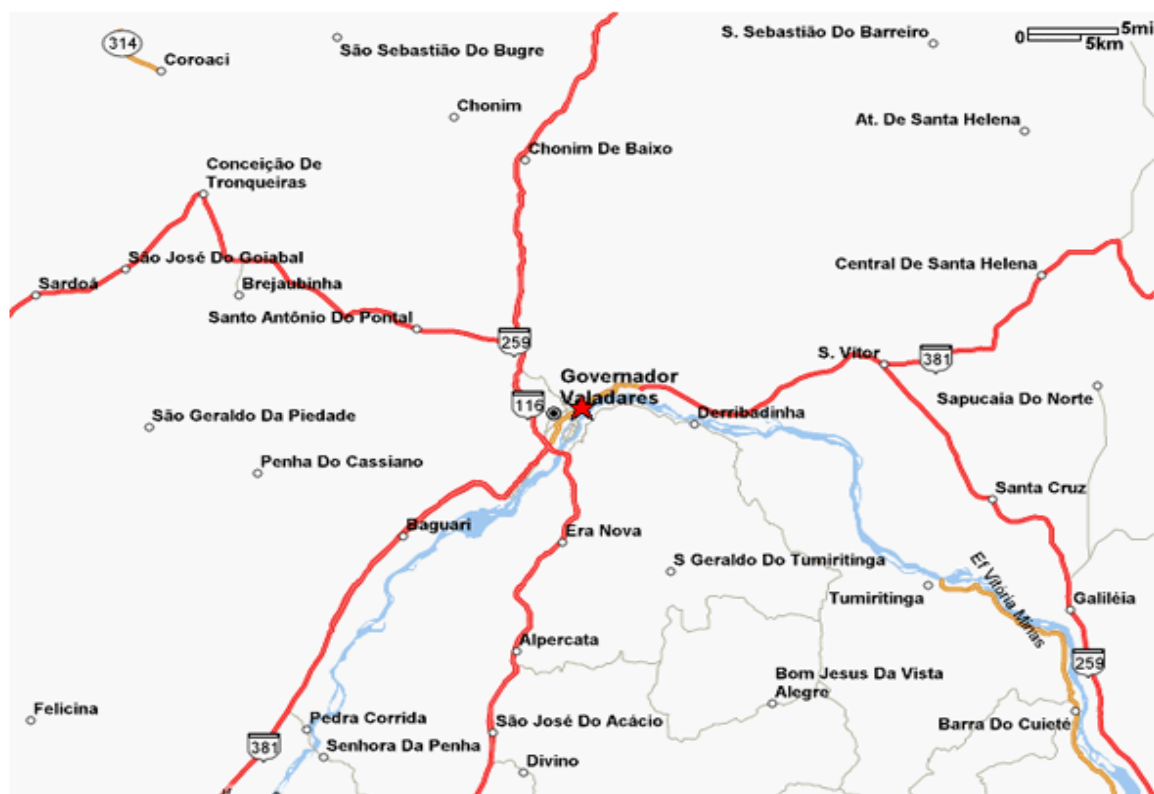 314
Coroaci
São Sebastião Do Bugre
S. Sebastião Do Barreiro
0
5mi
5km
Chonim
At. De Santa Helena
Chonim De Baixo
Conceição De
Tronqueiras
São José Do Goiabal
Sardoá
Brejaubinha
Central De Santa Helena
Santo Antônio Do Pontal
259
S. Vítor
381
Governador
Valadares
116
Sapucaia Do Norte
São Geraldo Da Piedade
Derribadinha
Penha Do Cassiano
Santa Cruz
Baguari
Era Nova
S Geraldo Do Tumiritinga
Ef Vitória Minas
Tumiritinga
Galiléia
Alpercata
259
Bom Jesus Da Vista
Alegre
Felicina
Pedra Corrida
São José Do Acácio
Barra Do Cuieté
381
Senhora Da Penha
Divino